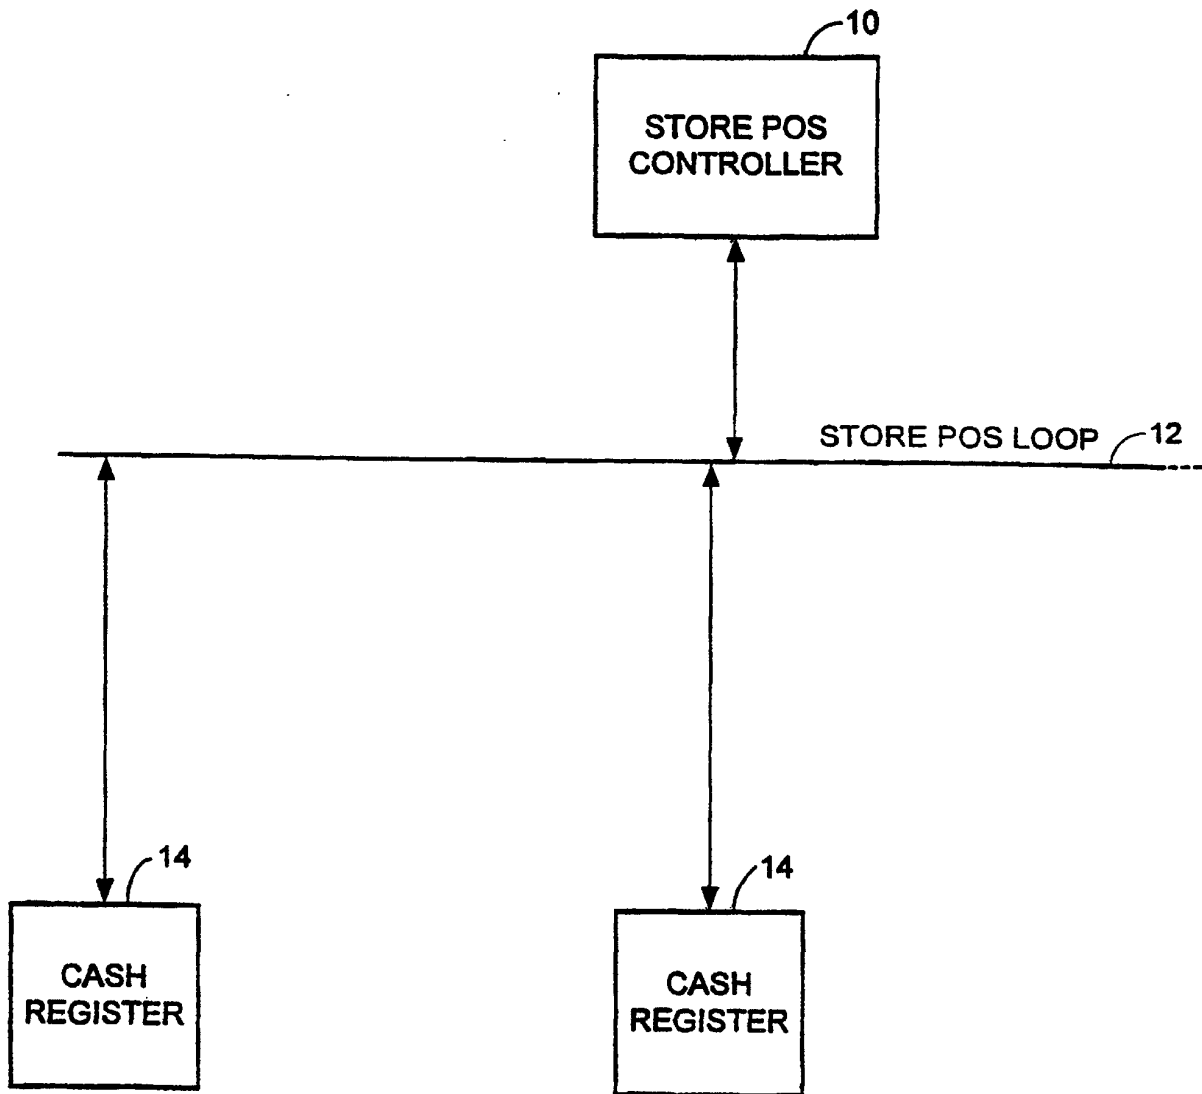 10
STORE POS
CONTROLLER
STORE POS LOOP
12
14
14
CASH
REGISTER
CASH
REGISTER